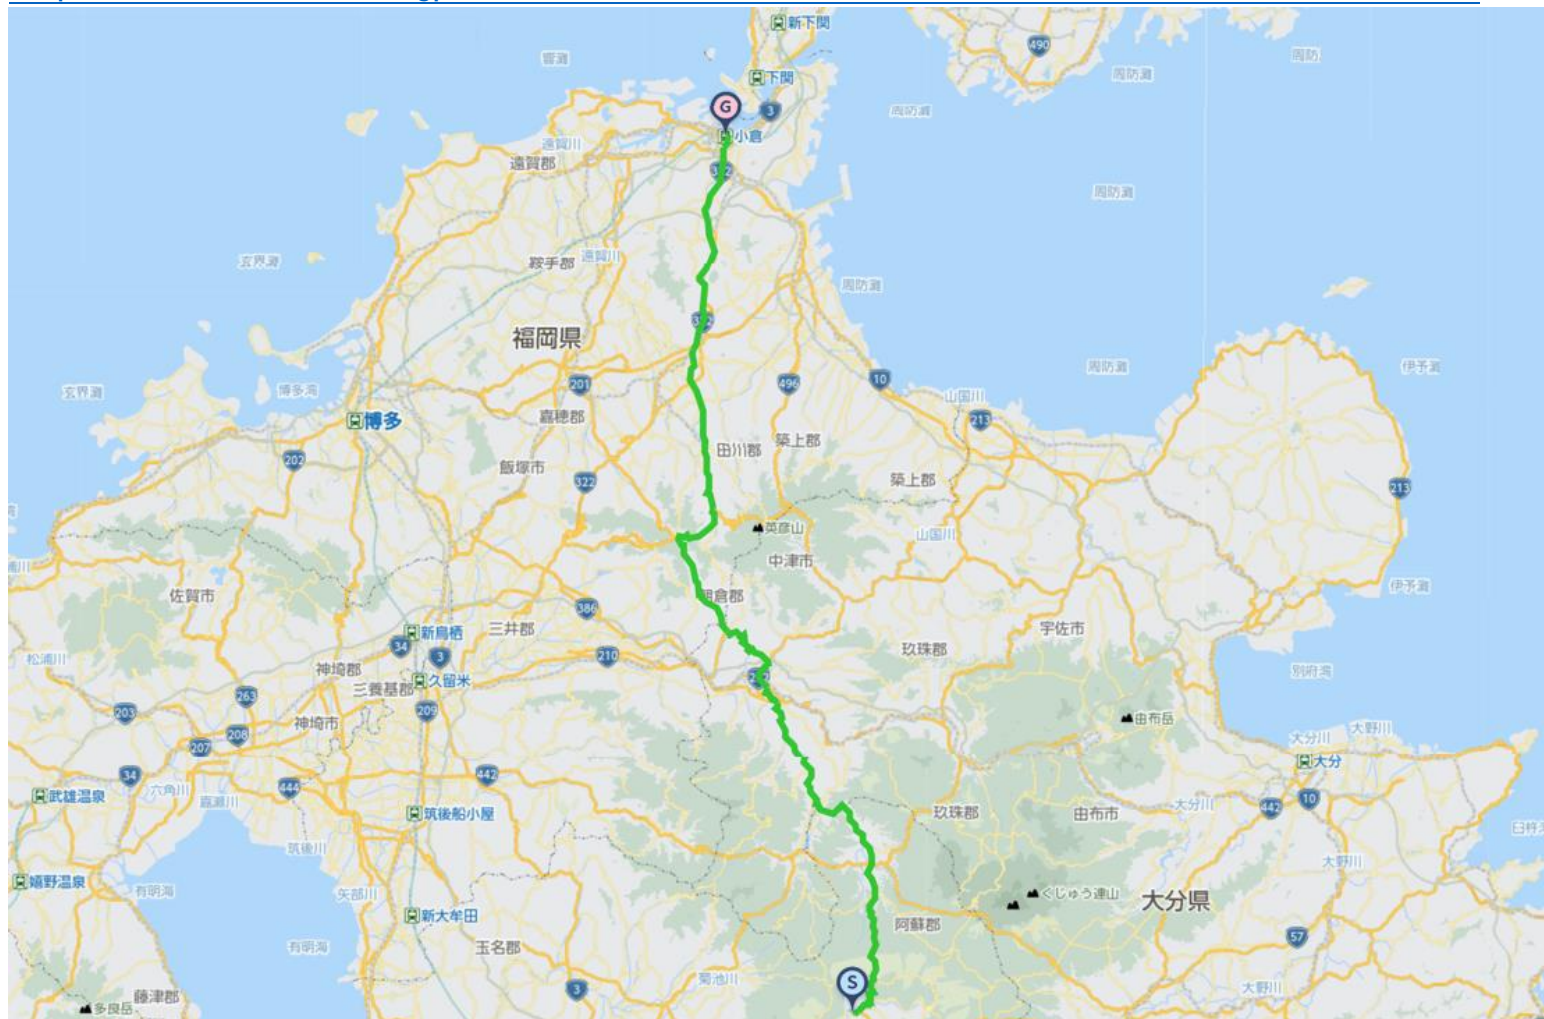 新下関
490
周防
響灘
周防灘
下関
G
3
周防灘
小倉
遠賀川
遠賀郡
周防灘
玄界灘
鞍手郡
遠賀川
周防灘
福岡県
玄界灘
博多湾
201
496
10
周防灘
伊予灘
山国川
213
博多
嘉穂郡
田川郡
築上郡
202
飯塚市
322
築上郡
213
英彦山
山国川
中津市
伊予灘
佐賀市
386
新鳥栖
三井郡
宇佐市
34
3
210
玖珠郡
松浦川
神埼郡
久留米
別府湾
263
三養基郡
203
209
神埼市
由布岳
208
207
大分川
大野川
34
442
大分
武雄温泉
六角川
444
嘉瀬川
筑後船小屋
玖珠郡
由布市
大分川
442
10
筑後川
大野川
嬉野温泉
有明海
矢部川
くじゅう連山
大分県
新大牟田
阿蘇郡
有明海
玉名郡
57
菊池川
S
3
大野川
藤津郡
多良岳